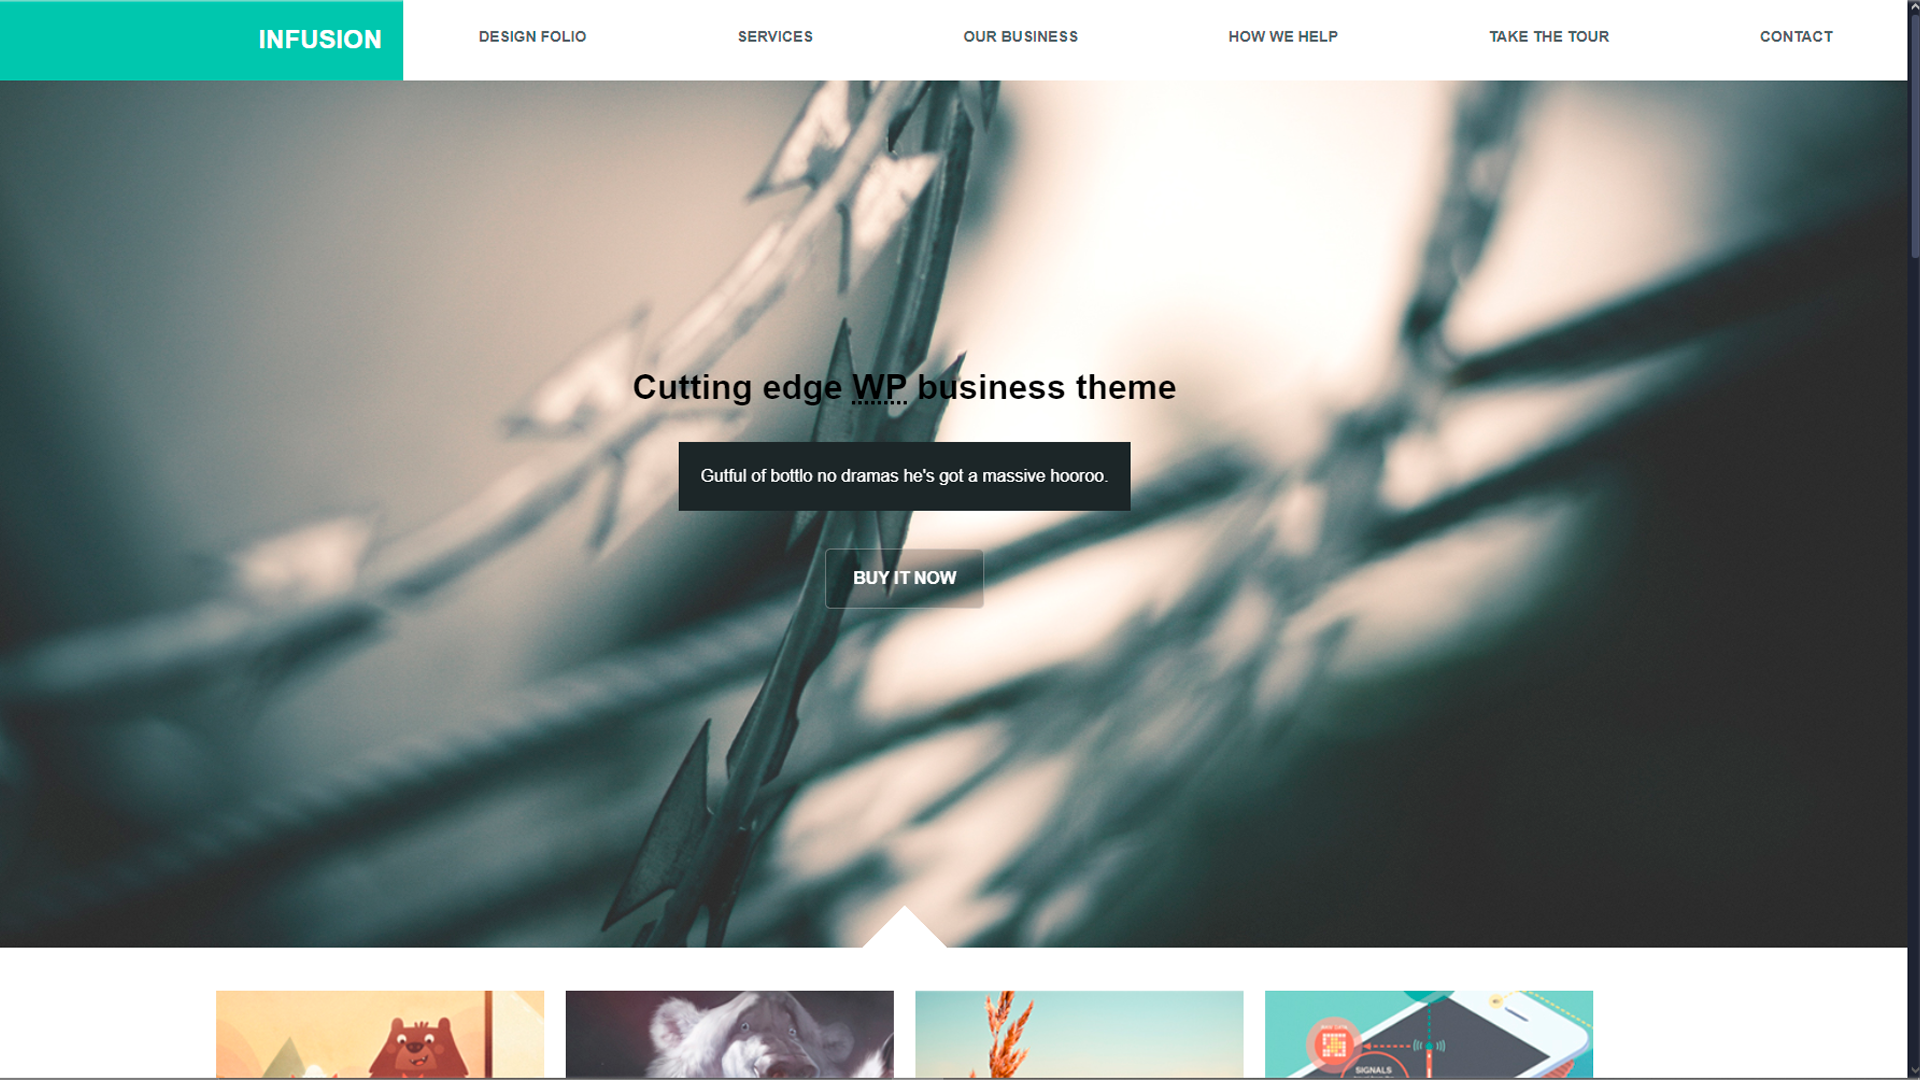 INFUSION
DESIGN FOLIO
SERVICES
OUR BUSINESS
HOW WE HELP
TAKE THE TOUR
CONTACT
Cutting edge WP business theme
Gutful of bottlo no dramas he's got a massive hooroo.
BUY IT NOW
SIGNALS